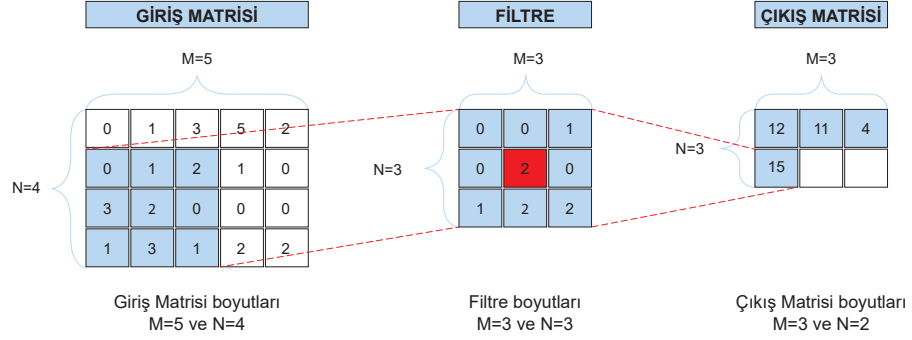 GİRİŞ MATRİSİ
FİLTRE
ÇIKIŞ MATRİSİ
M=5
M=3
M=3
N=4
0 1 3 5 2
0 1 2 1 0
3 2 0 0 0
1 3 1 2 2
N=3
0 0 1
0 2 0
1 2 2
N=3
12 11 4
15
Giriş Matrisi boyutları
M=5 ve N=4
Filtre boyutları
M=3 ve N=3
Çıkış Matrisi boyutları
M=3 ve N=2